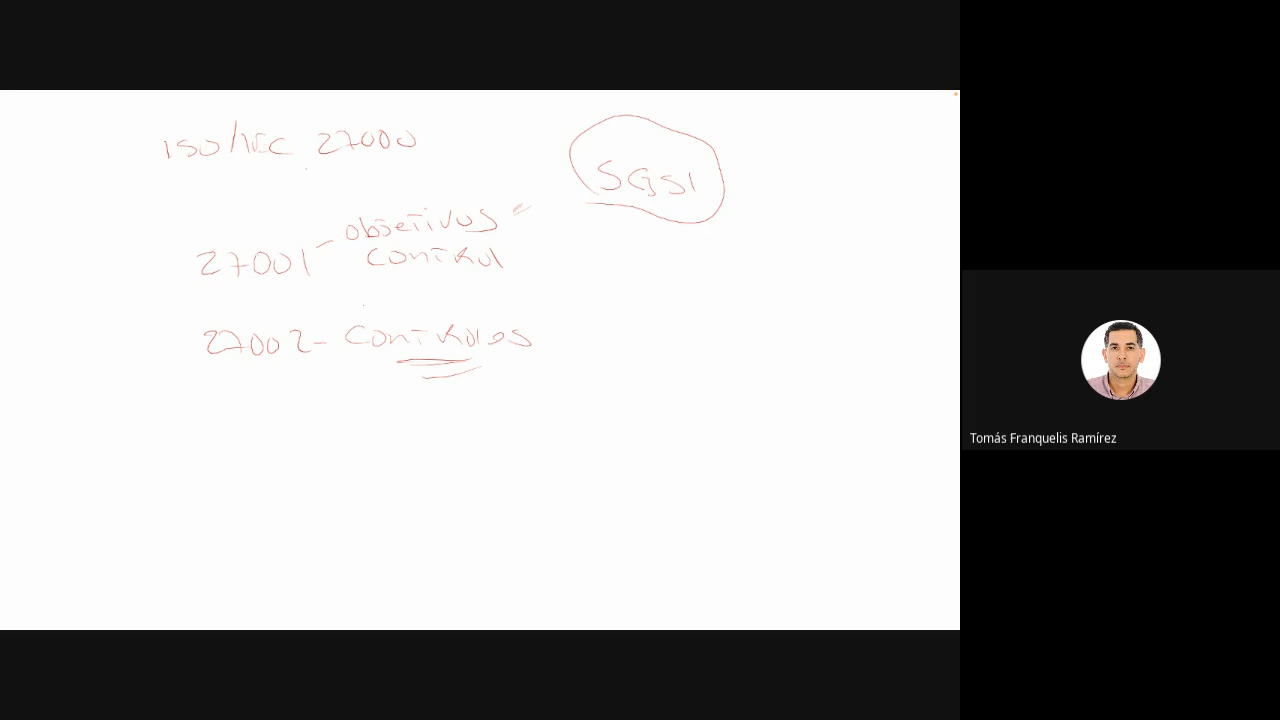 ISO/IEC 27000
SGSI
objetivos
27001 - control
27002 - controles
Tomás Franquelis Ramírez